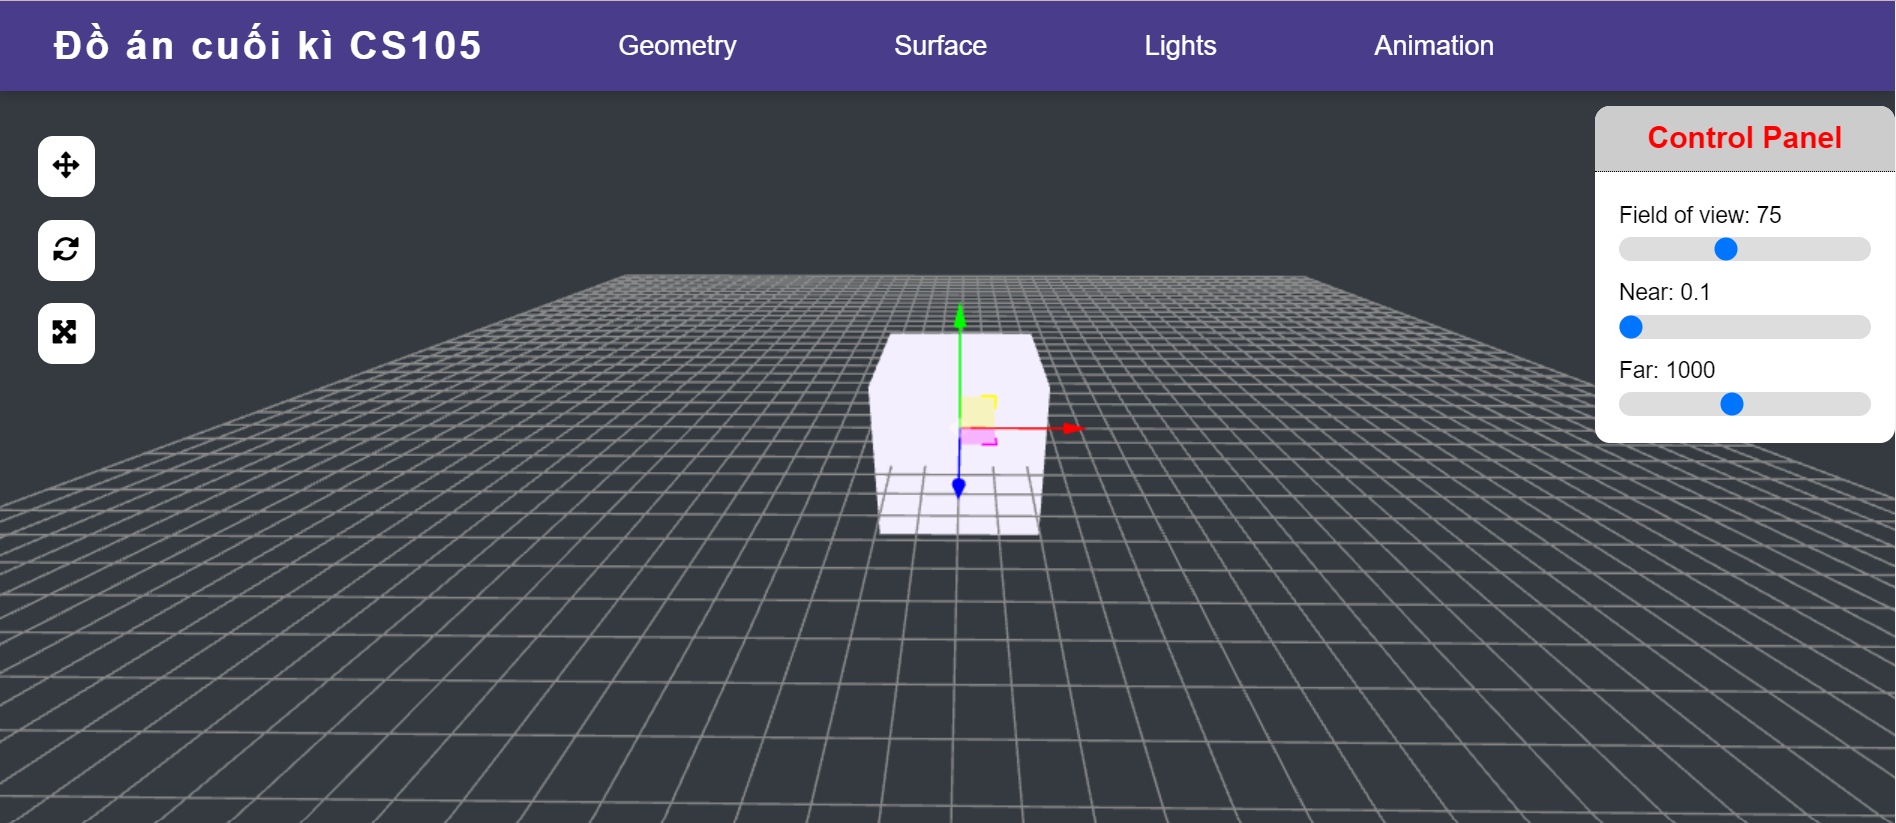 Đồ án cuối kì CS105
Geometry
Surface
Lights
Animation
Control Panel
Field of view: 75
Near: 0.1
Far: 1000